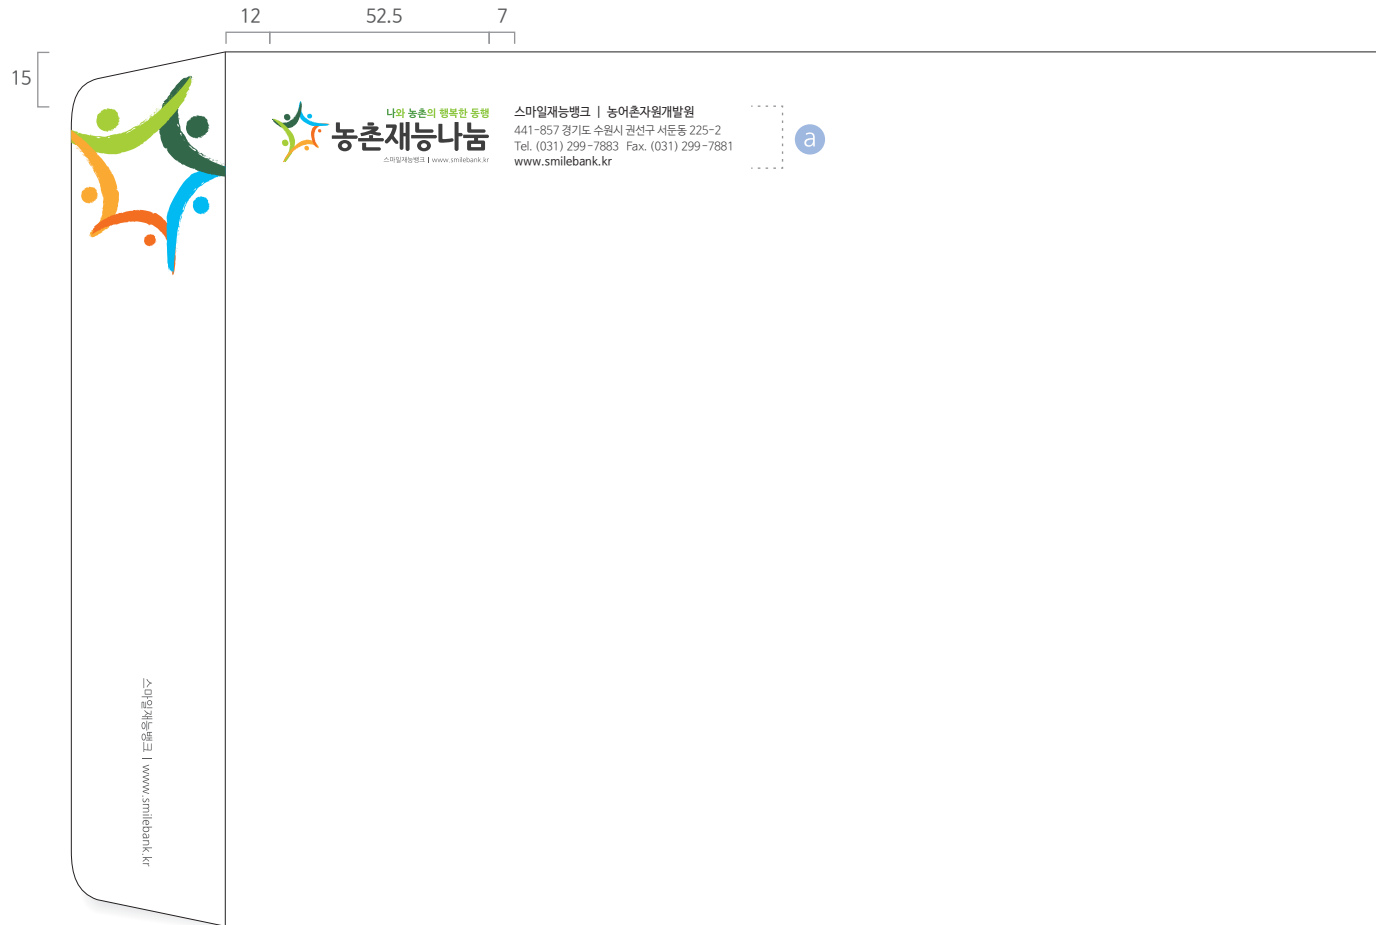 12 52.5 7
15
나와 농촌의 행복한 동행
농촌재능나눔
스마일재능뱅크 | www.smilebank.kr
스마일재능뱅크 | 농어촌자원개발원
441-857 경기도 수원시 권선구 서둔동 225-2
Tel. (031) 299-7883 Fax. (031) 299-7881
www.smilebank.kr
a
스마일재능뱅크 | www.smilebank.kr